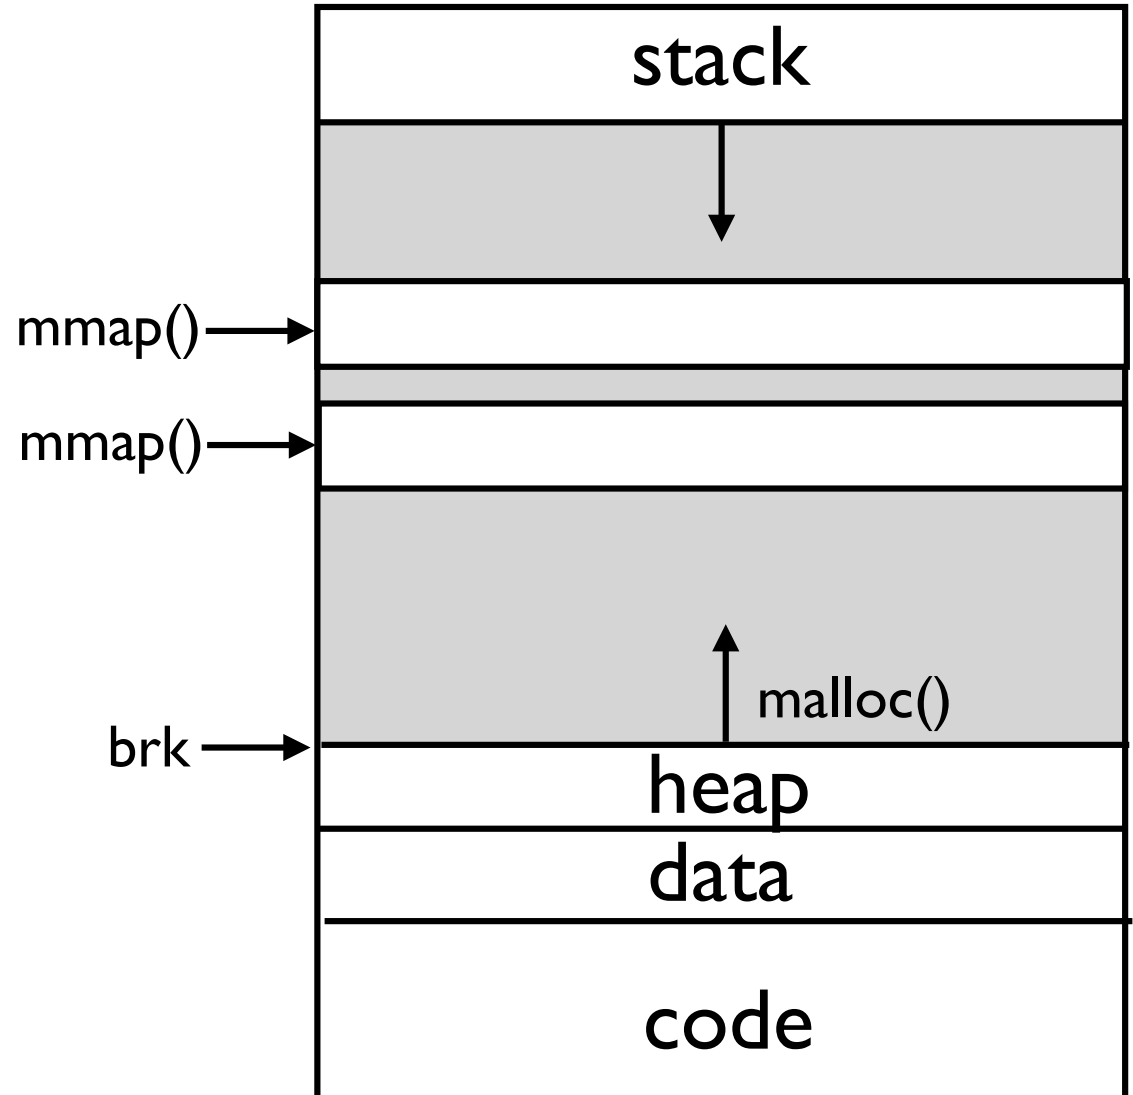 stack
mmap()
mmap()
malloc()
brk
heap
data
code